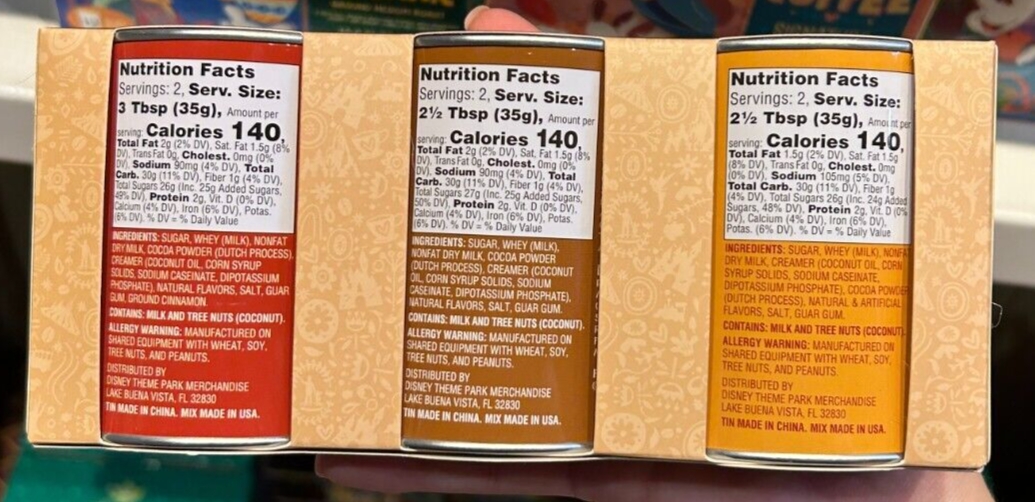 Nutrition Facts
Servings: 2, Serv. Size:
3 Tbsp (35g), Amount per
serving: Calories 140,
Total Fat 2g (2% DV), Sat. Fat 1.5g (8%
DV), Trans Fat 0g, Cholest. 0mg (0%
DV), Sodium 90mg (4% DV), Total
Carb. 30g (11% DV), Fiber 1g (4% DV),
Total Sugars 26g (Inc. 25g Added Sugars,
49% DV), Protein 2g, Vit. D (0% DV),
Calcium (4% DV), Iron (6% DV), Potas.
(6% DV). % DV = % Daily Value
INGREDIENTS: SUGAR, WHEY (MILK), NONFAT
DRY MILK, COCOA POWDER (DUTCH PROCESS),
CREAMER (COCONUT OIL, CORN SYRUP
SOLIDS, SODIUM CASEINATE, DIPOTASSIUM
PHOSPHATE), NATURAL FLAVORS, SALT, GUAR
GUM, GROUND CINNAMON.
CONTAINS: MILK AND TREE NUTS (COCONUT).
ALLERGY WARNING: MANUFACTURED ON
SHARED EQUIPMENT WITH WHEAT, SOY,
TREE NUTS, AND PEANUTS.
DISTRIBUTED BY
DISNEY THEME PARK MERCHANDISE
LAKE BUENA VISTA, FL 32830
TIN MADE IN CHINA. MIX MADE IN USA.
Nutrition Facts
Servings: 2, Serv. Size:
2½ Tbsp (35g), Amount per
serving: Calories 140,
Total Fat 2g (2% DV), Sat. Fat 1.5g (8%
DV), Trans Fat 0g, Cholest. 0mg (0%
DV), Sodium 90mg (4% DV), Total
Carb. 30g (11% DV), Fiber 1g (4% DV),
Total Sugars 27g (Inc. 25g Added Sugars,
50% DV), Protein 2g, Vit. D (0% DV),
Calcium (4% DV), Iron (6% DV), Potas.
(6% DV). % DV = % Daily Value
INGREDIENTS: SUGAR, WHEY (MILK),
NONFAT DRY MILK, COCOA POWDER
(DUTCH PROCESS), CREAMER (COCONUT
OIL, CORN SYRUP SOLIDS, SODIUM
CASEINATE, DIPOTASSIUM PHOSPHATE),
NATURAL FLAVORS, SALT, GUAR GUM.
CONTAINS: MILK AND TREE NUTS (COCONUT).
ALLERGY WARNING: MANUFACTURED ON
SHARED EQUIPMENT WITH WHEAT, SOY,
TREE NUTS, AND PEANUTS.
DISTRIBUTED BY
DISNEY THEME PARK MERCHANDISE
LAKE BUENA VISTA, FL 32830
TIN MADE IN CHINA. MIX MADE IN USA.
Nutrition Facts
Servings: 2, Serv. Size:
2½ Tbsp (35g), Amount per
serving: Calories 140,
Total Fat 1.5g (2% DV), Sat. Fat 1.5g
(8% DV), Trans Fat 0g, Cholest. 0mg
(0% DV), Sodium 105mg (5% DV),
Total Carb. 30g (11% DV), Fiber 1g
(4% DV), Total Sugars 26g (Inc. 24g Added
Sugars, 48% DV), Protein 2g, Vit. D (0%
DV), Calcium (4% DV), Iron (6% DV),
Potas. (6% DV). % DV = % Daily Value
INGREDIENTS: SUGAR, WHEY (MILK), NONFA
DRY MILK, CREAMER (COCONUT OIL, CORN
SYRUP SOLIDS, SODIUM CASEINATE,
DIPOTASSIUM PHOSPHATE), COCOA POWDER
(DUTCH PROCESS), NATURAL & ARTIFICIAL
FLAVORS, SALT, GUAR GUM.
CONTAINS: MILK AND TREE NUTS (COCONUT).
ALLERGY WARNING: MANUFACTURED ON
SHARED EQUIPMENT WITH WHEAT, SOY,
TREE NUTS, AND PEANUTS.
DISTRIBUTED BY
DISNEY THEME PARK MERCHANDISE
LAKE BUENA VISTA, FL 32830
TIN MADE IN CHINA. MIX MADE IN USA.